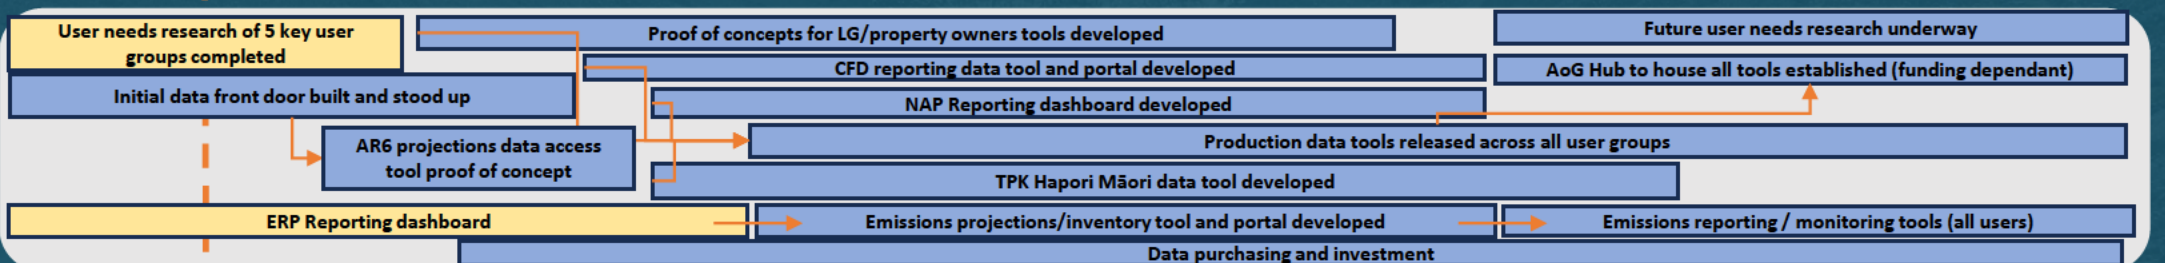 User needs research of 5 key user
groups completed
Proof of concepts for LG/property owners tools developed
Future user needs research underway
CFD reporting data tool and portal developed
AoG Hub to house all tools established (funding dependant)
Initial data front door built and stood up
NAP Reporting dashboard developed
AR6 projections data access
tool proof of concept
Production data tools released across all user groups
TPK Hapori Māori data tool developed
ERP Reporting dashboard
Emissions projections/inventory tool and portal developed
Emissions reporting / monitoring tools (all users)
Data purchasing and investment